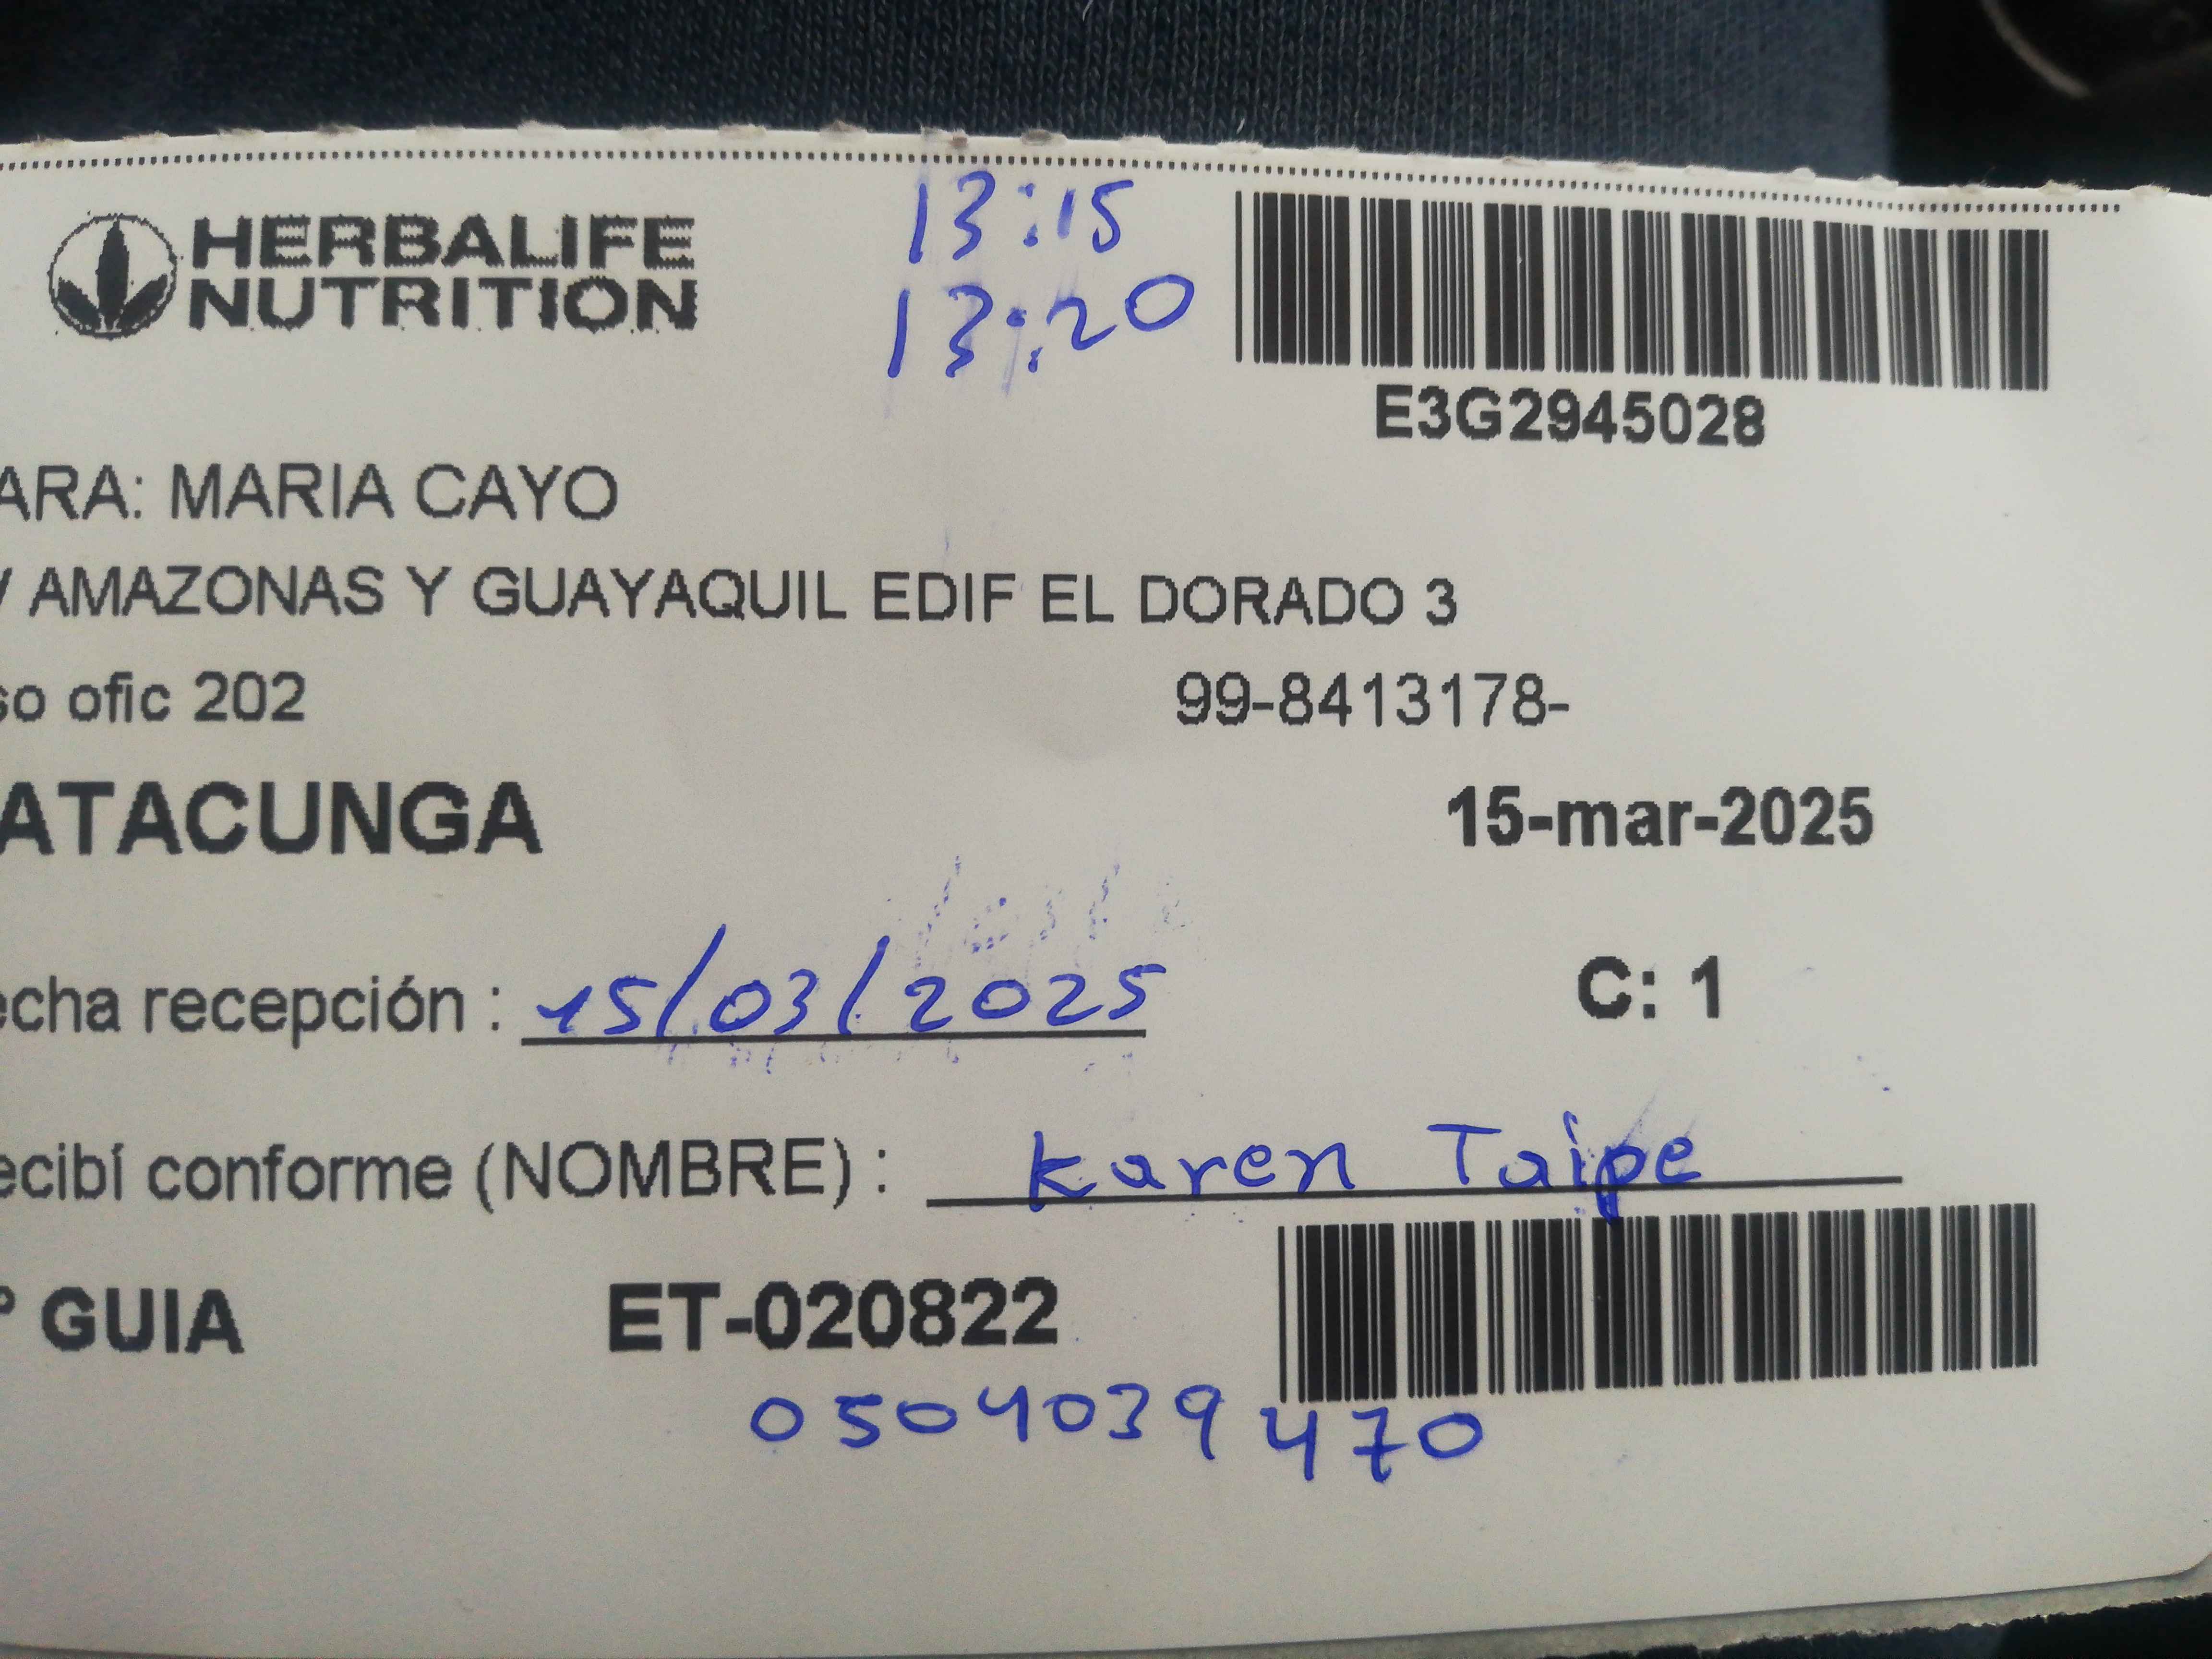 HERBALIFE
NUTRITION
13:15
13:20
E3G2945028
ARA: MARIA CAYO
AMAZONAS Y GUAYAQUIL EDIF EL DORADO 3
so ofic 202 99-8413178-
ATACUNGA 15-mar-2025
echa recepción : 15/03/2025 C: 1
ecibí conforme (NOMBRE) : Karen Taipe
° GUIA ET-020822
0504039470